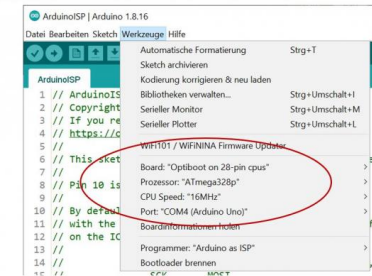 ArduinoISP | Arduino 1.8.16
Datei Bearbeiten Sketch Werkzeuge Hilfe
ArduinoISP
Automatische Formatierung Strg+T
Sketch archivieren
Kodierung korrigieren & neu laden
Bibliotheken verwalten... Strg+Umschalt+I
Serieller Monitor Strg+Umschalt+M
Serieller Plotter Strg+Umschalt+L
WiFi101 / WiFiNINA Firmware Updater
Board: "Optiboot on 28-pin cpus"
Prozessor: "ATmega328p"
CPU Speed: "16MHz"
Port: "COM4 (Arduino Uno)"
Boardinformationen holen
Programmer: "Arduino as ISP"
Bootloader brennen
1 // ArduinoIS
2 // Copyright
3 // If you re
4 // https://c
5 //
6 // This sket
7 //
8 // Pin 10 is
9 //
10 // By defaul
11 // with the
12 // on the IC
13 //
14 //
SCK MOST